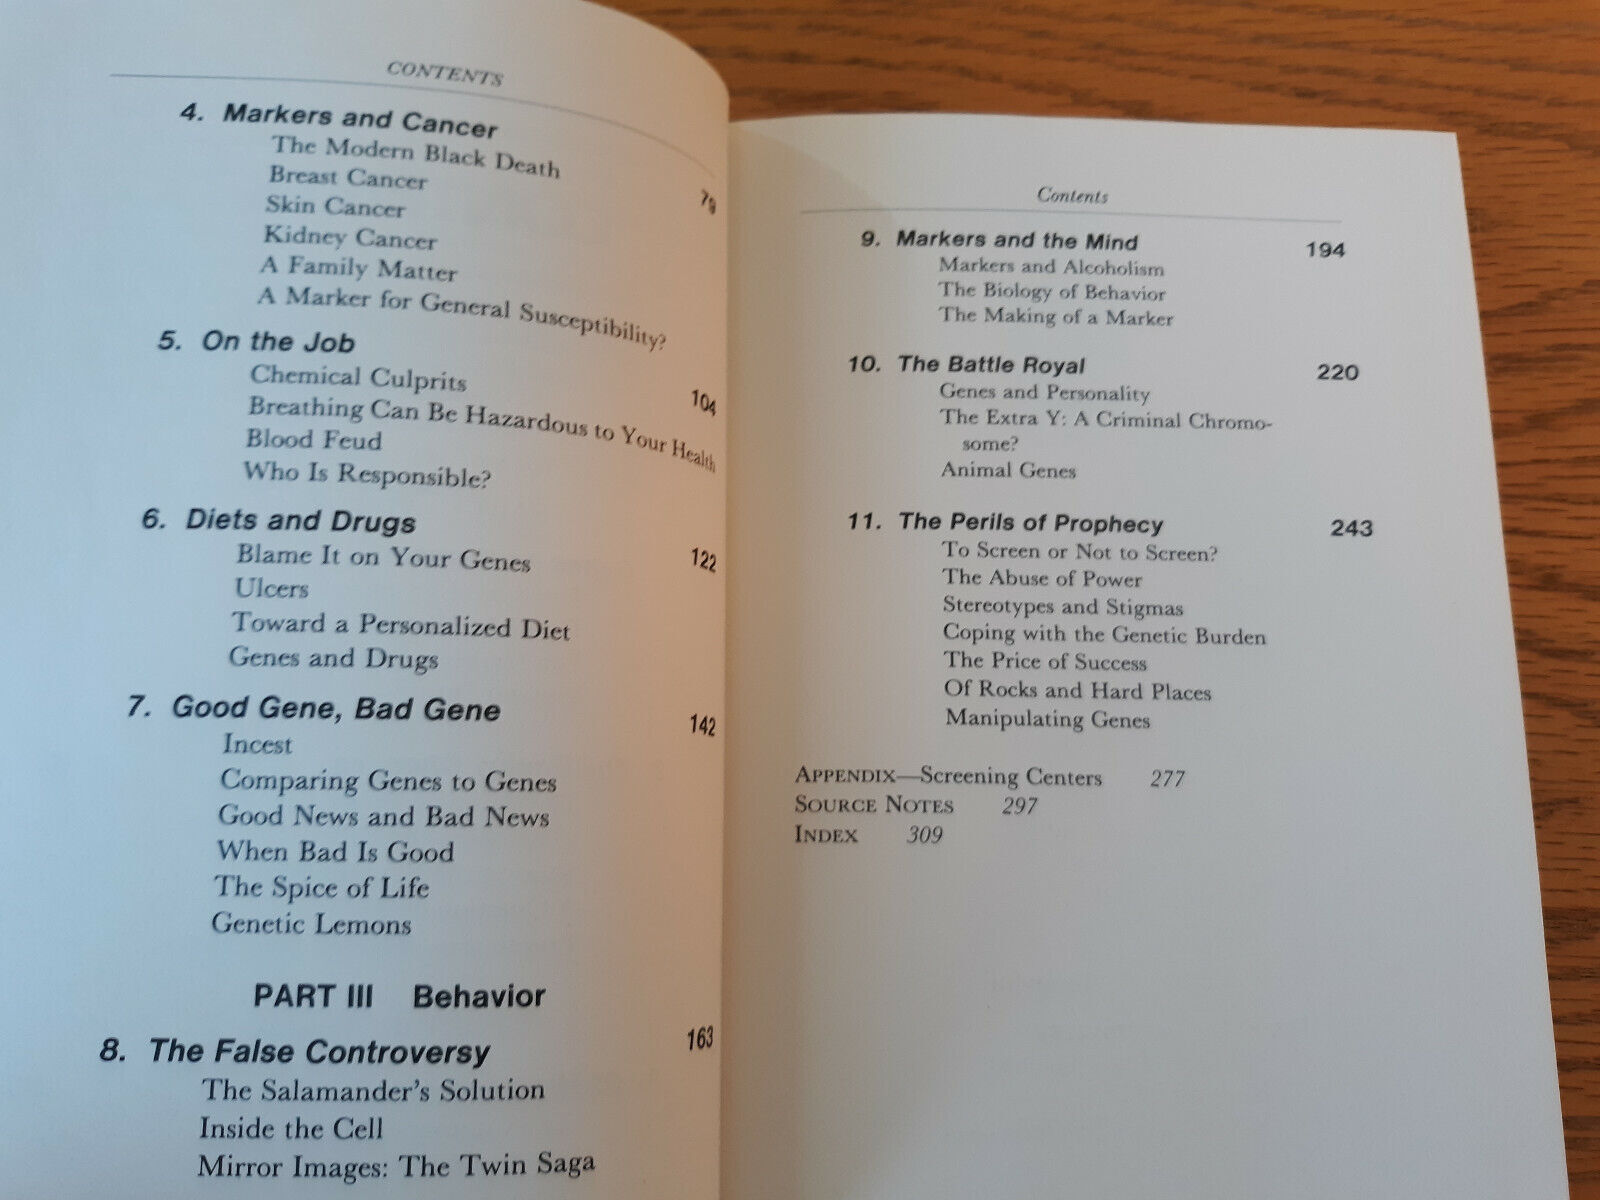 CONTENTS
4. Markers and Cancer 79
The Modern Black Death
Breast Cancer
Skin Cancer
Kidney Cancer
A Family Matter
A Marker for General Susceptibility?
5. On the Job 104
Chemical Culprits
Breathing Can Be Hazardous to Your Health
Blood Feud
Who Is Responsible?
6. Diets and Drugs 122
Blame It on Your Genes
Ulcers
Toward a Personalized Diet
Genes and Drugs
7. Good Gene, Bad Gene 142
Incest
Comparing Genes to Genes
Good News and Bad News
When Bad Is Good
The Spice of Life
Genetic Lemons
PART III Behavior
8. The False Controversy 163
The Salamander's Solution
Inside the Cell
Mirror Images: The Twin Saga
Contents
9. Markers and the Mind 194
Markers and Alcoholism
The Biology of Behavior
The Making of a Marker
10. The Battle Royal 220
Genes and Personality
The Extra Y: A Criminal Chromo-
some?
Animal Genes
11. The Perils of Prophecy 243
To Screen or Not to Screen?
The Abuse of Power
Stereotypes and Stigmas
Coping with the Genetic Burden
The Price of Success
Of Rocks and Hard Places
Manipulating Genes
APPENDIX—Screening Centers 277
SOURCE NOTES 297
INDEX 309